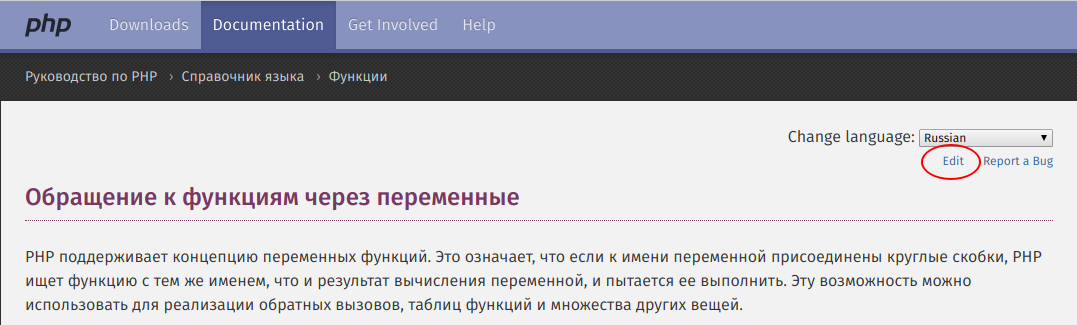 php Downloads Documentation Get Involved Help
Руководство по PHP › Справочник языка › Функции
Change language: Russian
Edit Report a Bug
Обращение к функциям через переменные
PHP поддерживает концепцию переменных функций. Это означает, что если к имени переменной присоединены круглые скобки, PHP
ищет функцию с тем же именем, что и результат вычисления переменной, и пытается ее выполнить. Эту возможность можно
использовать для реализации обратных вызовов, таблиц функций и множества других вещей.